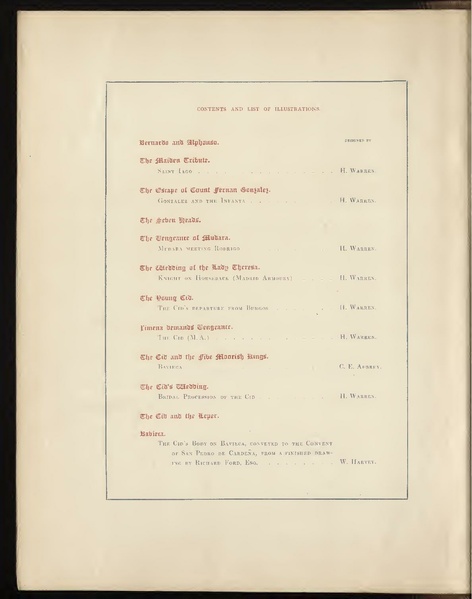 CONTENTS AND LIST OF ILLUSTRATIONS.
DESIGNED BY
Bernardo and Alphonso.
The Maiden Tribute.
Saint Iago . . . . . . . . . . H. Warren.
The Escape of Count Fernan Gonzalez.
Gonzalez and the Infanta . . . . . H. Warren.
The Seven Heads.
The Vengeance of Mudara.
Mudara meeting Rodrigo H. Warren.
The Wedding of the Lady Theresa.
Knight on Horseback (Madrid Armoury) . H. Warren.
The Young Cid.
The Cid's departure from Burgos . . . H. Warren.
Ximena demands Vengeance.
The Cid (M.A.) . . . . . . . . H. Warren.
The Cid and the Five Moorish Kings.
Bavieca C. E. Aubrey.
The Cid's Wedding.
Bridal Procession of the Cid . H. Warren.
The Cid and the Leper.
Bavieca.
The Cid's Body on Bavieca, conveyed to the Convent
of San Pedro de Cardeña, from a finished draw-
ing by Richard Ford, Esq. . . . . . W. Harvey.